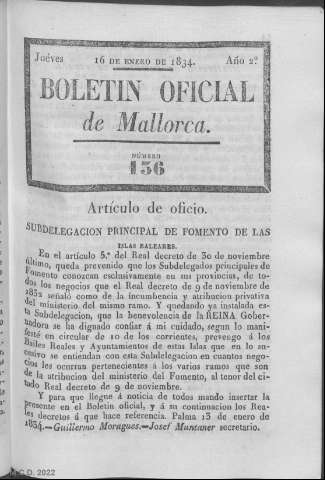 Jueves 16 DE ENERO DE 1834. Año 2.º
BOLETIN OFICIAL
de Mallorca.
NÚMERO
136
Artículo de oficio.
SUBDELEGACION PRINCIPAL DE FOMENTO DE LAS
ISLAS BALEARES.
En el artículo 5.º del Real decreto de 30 de noviembre
último, queda prevenido que los Subdelegados principales de
Fomento conozcan esclusivamente en sus provincias, de to-
dos los negocios que el Real decreto de 9 de noviembre de
1832 señaló como de la incumbencia y atribucion privativa
del ministerio del mismo ramo. Y quedando ya instalada es-
ta Subdelegacion, que la benevolencia de la REINA Gober-
nadora se ha dignado confiar á mi cuidado, segun lo mani-
festé en circular de 10 de los corrientes, prevengo á los
Bailes Reales y Ayuntamientos de estas Islas que en lo su-
cesivo se entiendan con esta Subdelegacion en cuantos nego-
cios les ocurran pertenecientes á los varios ramos que son
de la atribucion del ministerio del Fomento, al tenor del ci-
tado Real decreto de 9 de noviembre.
Y para que llegue á noticia de todos mando insertar la
presente en el Boletin oficial, y á su continuacion los Rea-
les decretos á que hace referencia. Palma 13 de enero de
1834.=Guillermo Moragues.=Josef Muntaner secretario.
C.D. 2022